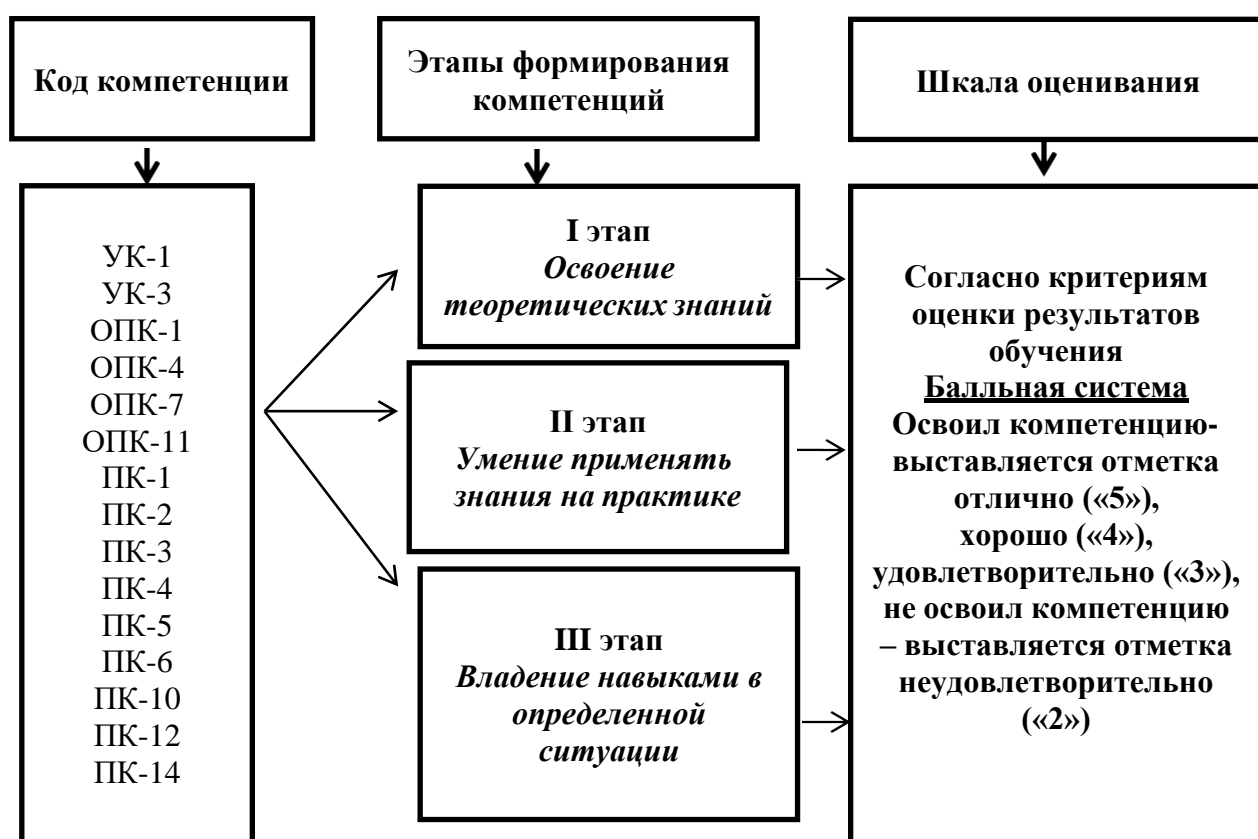 Код компетенции
Этапы формирования
компетенций
Шкала оценивания
УК-1
УК-3
ОПК-1
ОПК-4
ОПК-7
ОПК-11
ПК-1
ПК-2
ПК-3
ПК-4
ПК-5
ПК-6
ПК-10
ПК-12
ПК-14
I этап
Освоение
теоретических знаний
II этап
Умение применять
знания на практике
III этап
Владение навыками в
определенной
ситуации
Согласно критериям
оценки результатов
обучения
Балльная система
Освоил компетенцию-
выставляется отметка
отлично («5»),
хорошо («4»),
удовлетворительно («3»),
не освоил компетенцию
– выставляется отметка
неудовлетворительно
(«2»)